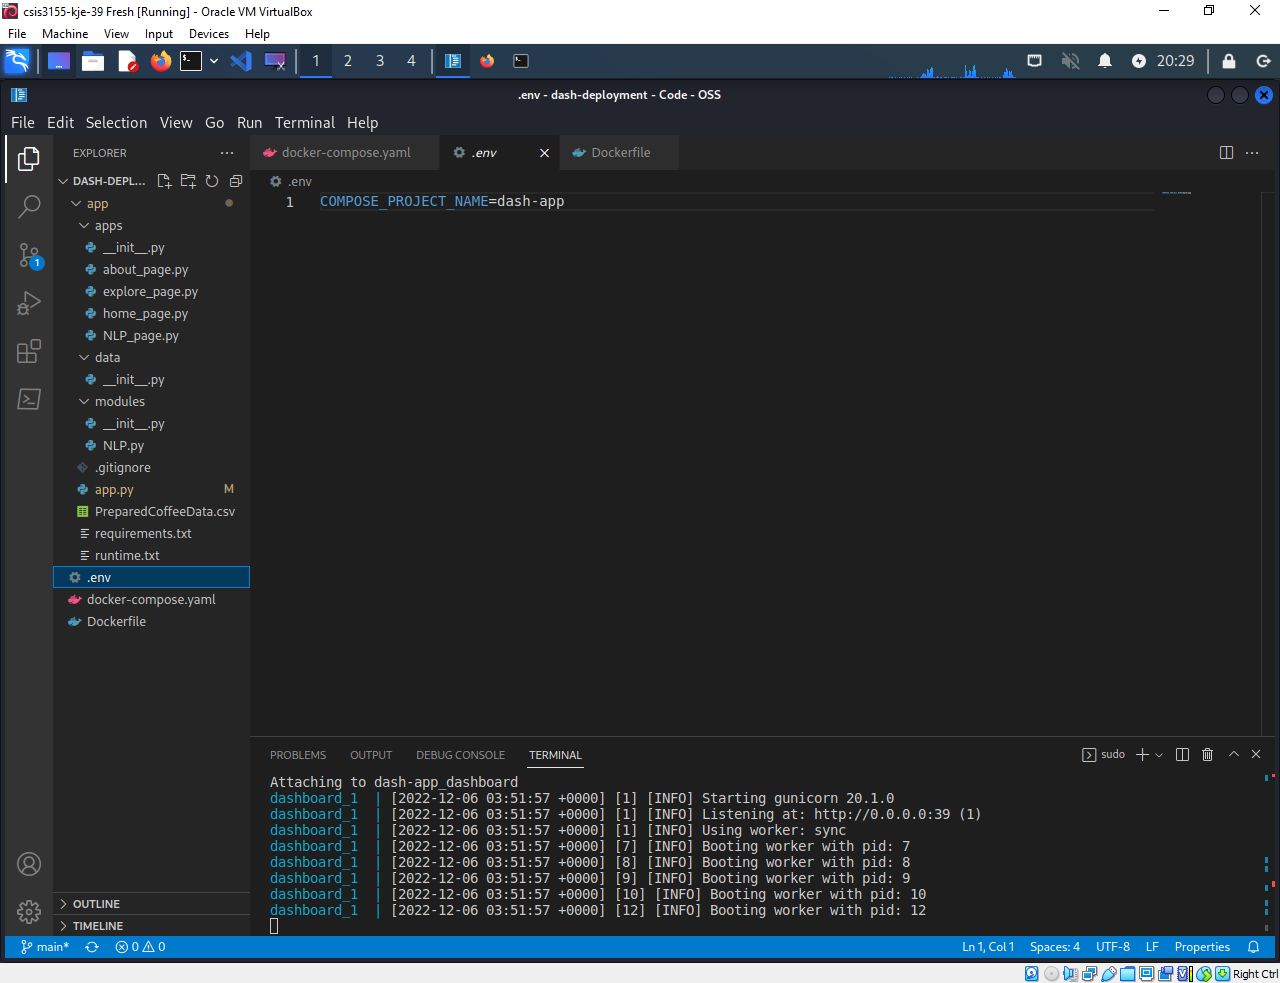 csis3155-kje-39 Fresh [Running] - Oracle VM VirtualBox
File Machine View Input Devices Help
1 2 3 4 20:29
.env - dash-deployment - Code - OSS
File Edit Selection View Go Run Terminal Help
EXPLORER
docker-compose.yaml .env Dockerfile
DASH-DEPL...
.env
1 COMPOSE_PROJECT_NAME=dash-app
app
apps
__init__.py
about_page.py
1
explore_page.py
home_page.py
NLP_page.py
data
__init__.py
modules
__init__.py
NLP.py
.gitignore
app.py M
PreparedCoffeeData.csv
requirements.txt
runtime.txt
.env
docker-compose.yaml
Dockerfile
OUTLINE
TIMELINE
PROBLEMS OUTPUT DEBUG CONSOLE TERMINAL sudo
Attaching to dash-app_dashboard
dashboard_1 | [2022-12-06 03:51:57 +0000] [1] [INFO] Starting gunicorn 20.1.0
dashboard_1 | [2022-12-06 03:51:57 +0000] [1] [INFO] Listening at: http://0.0.0.0:39 (1)
dashboard_1 | [2022-12-06 03:51:57 +0000] [1] [INFO] Using worker: sync
dashboard_1 | [2022-12-06 03:51:57 +0000] [7] [INFO] Booting worker with pid: 7
dashboard_1 | [2022-12-06 03:51:57 +0000] [8] [INFO] Booting worker with pid: 8
dashboard_1 | [2022-12-06 03:51:57 +0000] [9] [INFO] Booting worker with pid: 9
dashboard_1 | [2022-12-06 03:51:57 +0000] [10] [INFO] Booting worker with pid: 10
dashboard_1 | [2022-12-06 03:51:57 +0000] [12] [INFO] Booting worker with pid: 12
main* 0 0 Ln 1, Col 1 Spaces: 4 UTF-8 LF Properties
Right Ctrl